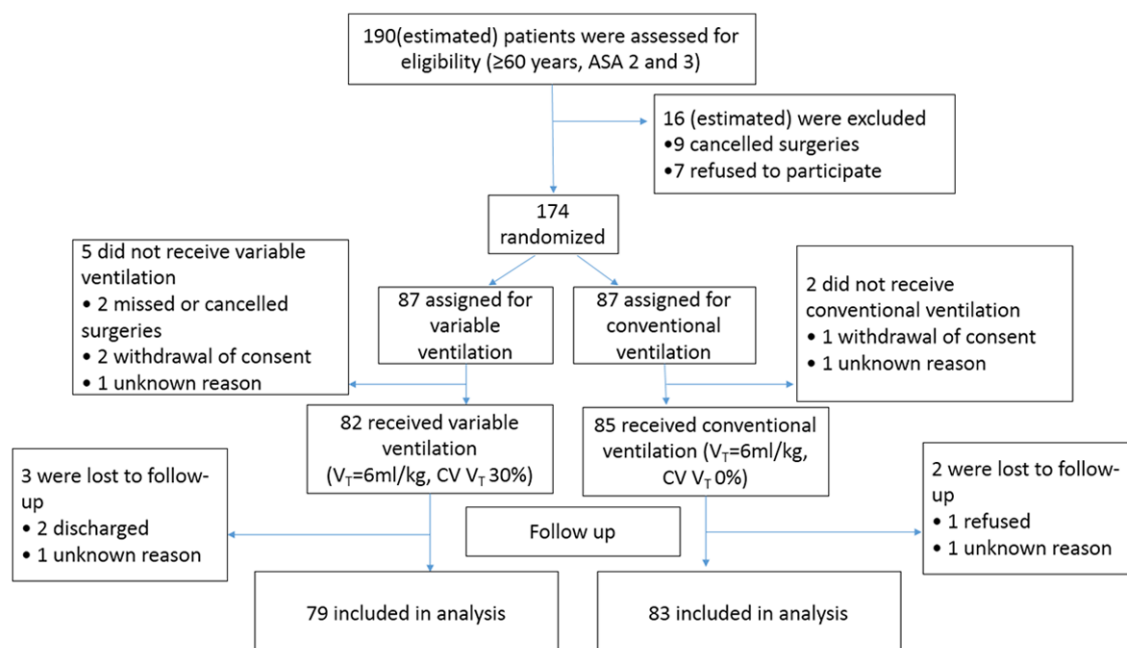 190(estimated) patients were assessed for
eligibility (≥60 years, ASA 2 and 3)
16 (estimated) were excluded
•9 cancelled surgeries
•7 refused to participate
174
randomized
5 did not receive variable
ventilation
• 2 missed or cancelled
surgeries
• 2 withdrawal of consent
• 1 unknown reason
87 assigned for
variable
ventilation
87 assigned for
conventional
ventilation
2 did not receive
conventional ventilation
• 1 withdrawal of consent
• 1 unknown reason
82 received variable
ventilation
(VT=6ml/kg, CV VT 30%)
85 received conventional
ventilation (VT=6ml/kg,
CV VT 0%)
3 were lost to follow-
up
• 2 discharged
• 1 unknown reason
Follow up
2 were lost to follow-
up
• 1 refused
• 1 unknown reason
79 included in analysis
83 included in analysis